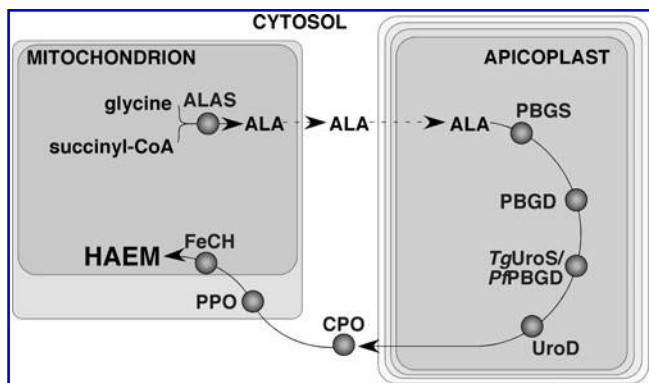 CYTOSOL
MITOCHONDRION
APICOPLAST
glycine
ALAS
succinyl-CoA
ALA
ALA
ALA
PBGS
PBGD
TgUroS/
PfPBGD
UroD
CPO
PPO
FeCH
HAEM